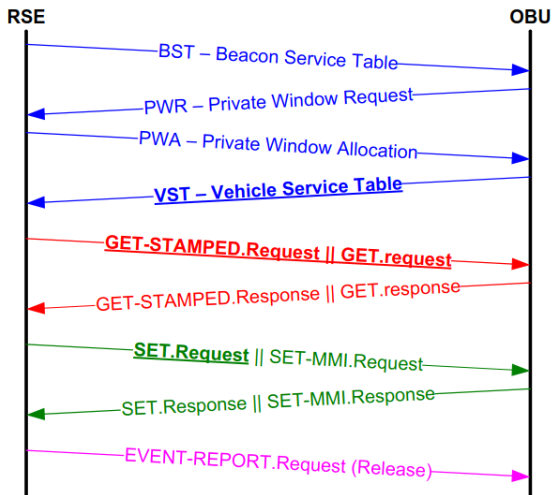 RSE OBU
BST – Beacon Service Table
PWR – Private Window Request
PWA – Private Window Allocation
VST – Vehicle Service Table
GET-STAMPED.Request || GET.request
GET-STAMPED.Response || GET.response
SET.Request || SET-MMI.Request
SET.Response || SET-MMI.Response
EVENT-REPORT.Request (Release)